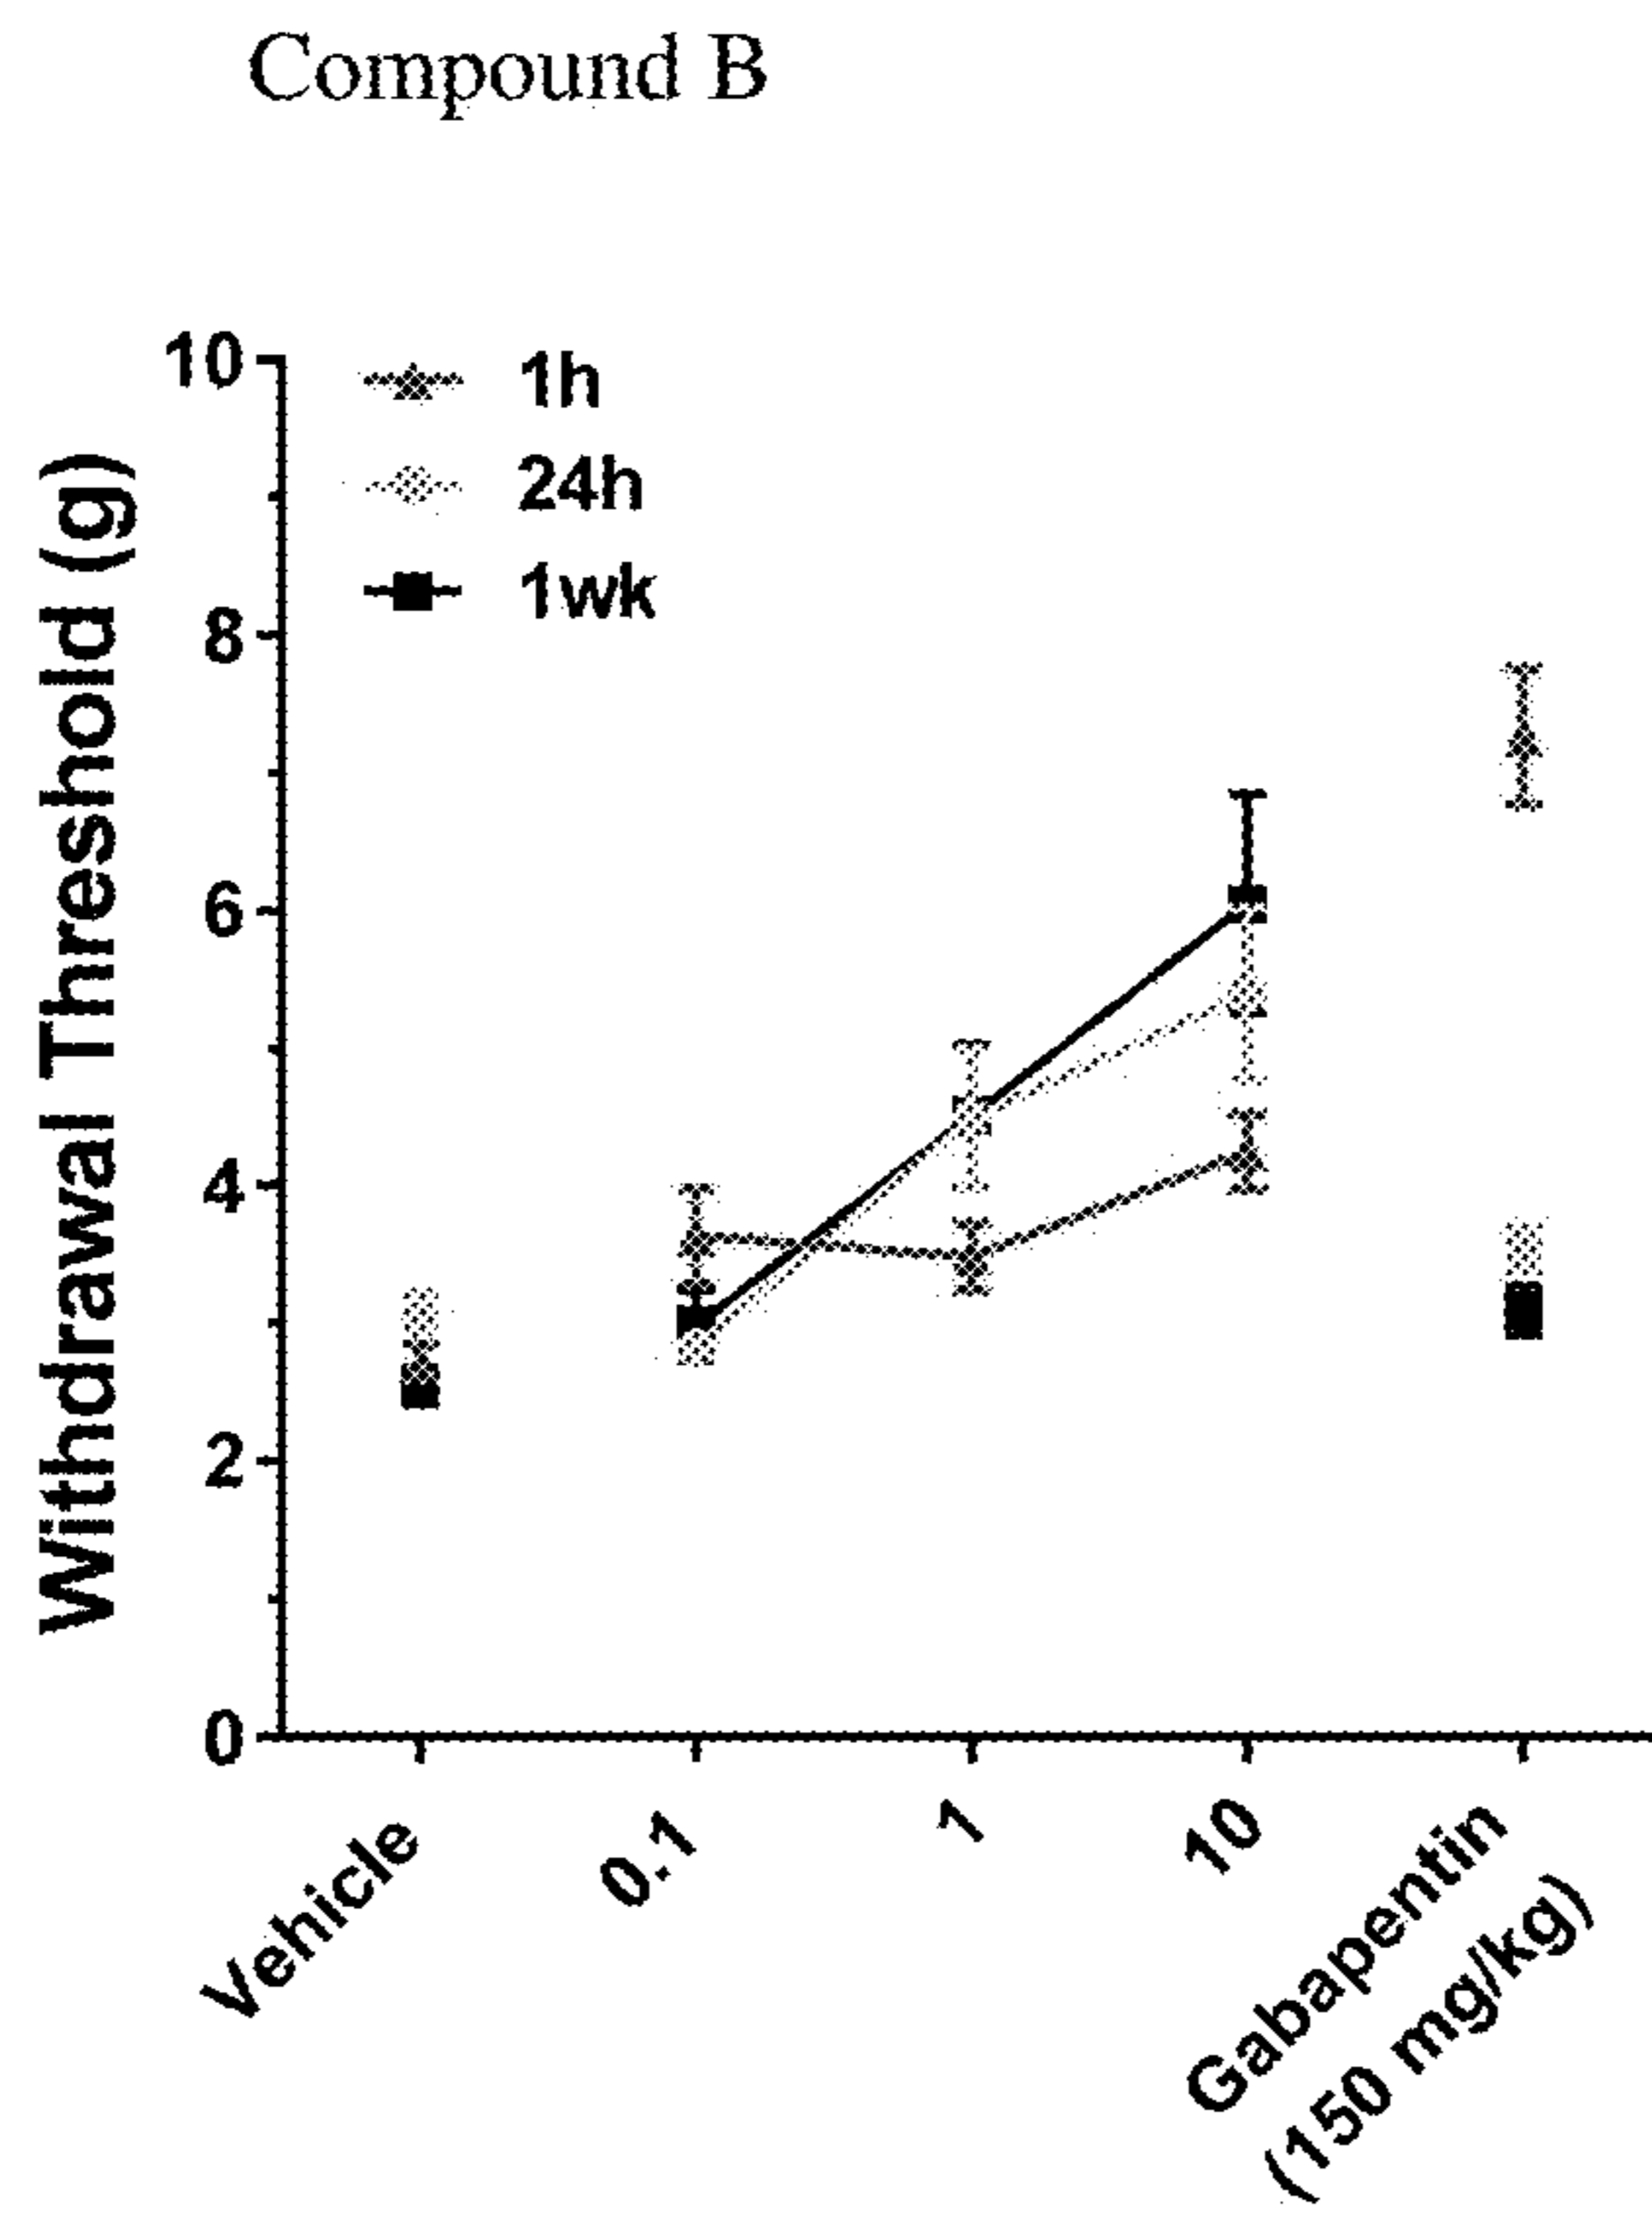 Compound B
Withdrawal Threshold (g)
10
8
6
4
2
0
1h
24h
1wk
Vehicle
0.1
1
10
Gabapentin
(150 mg/kg)